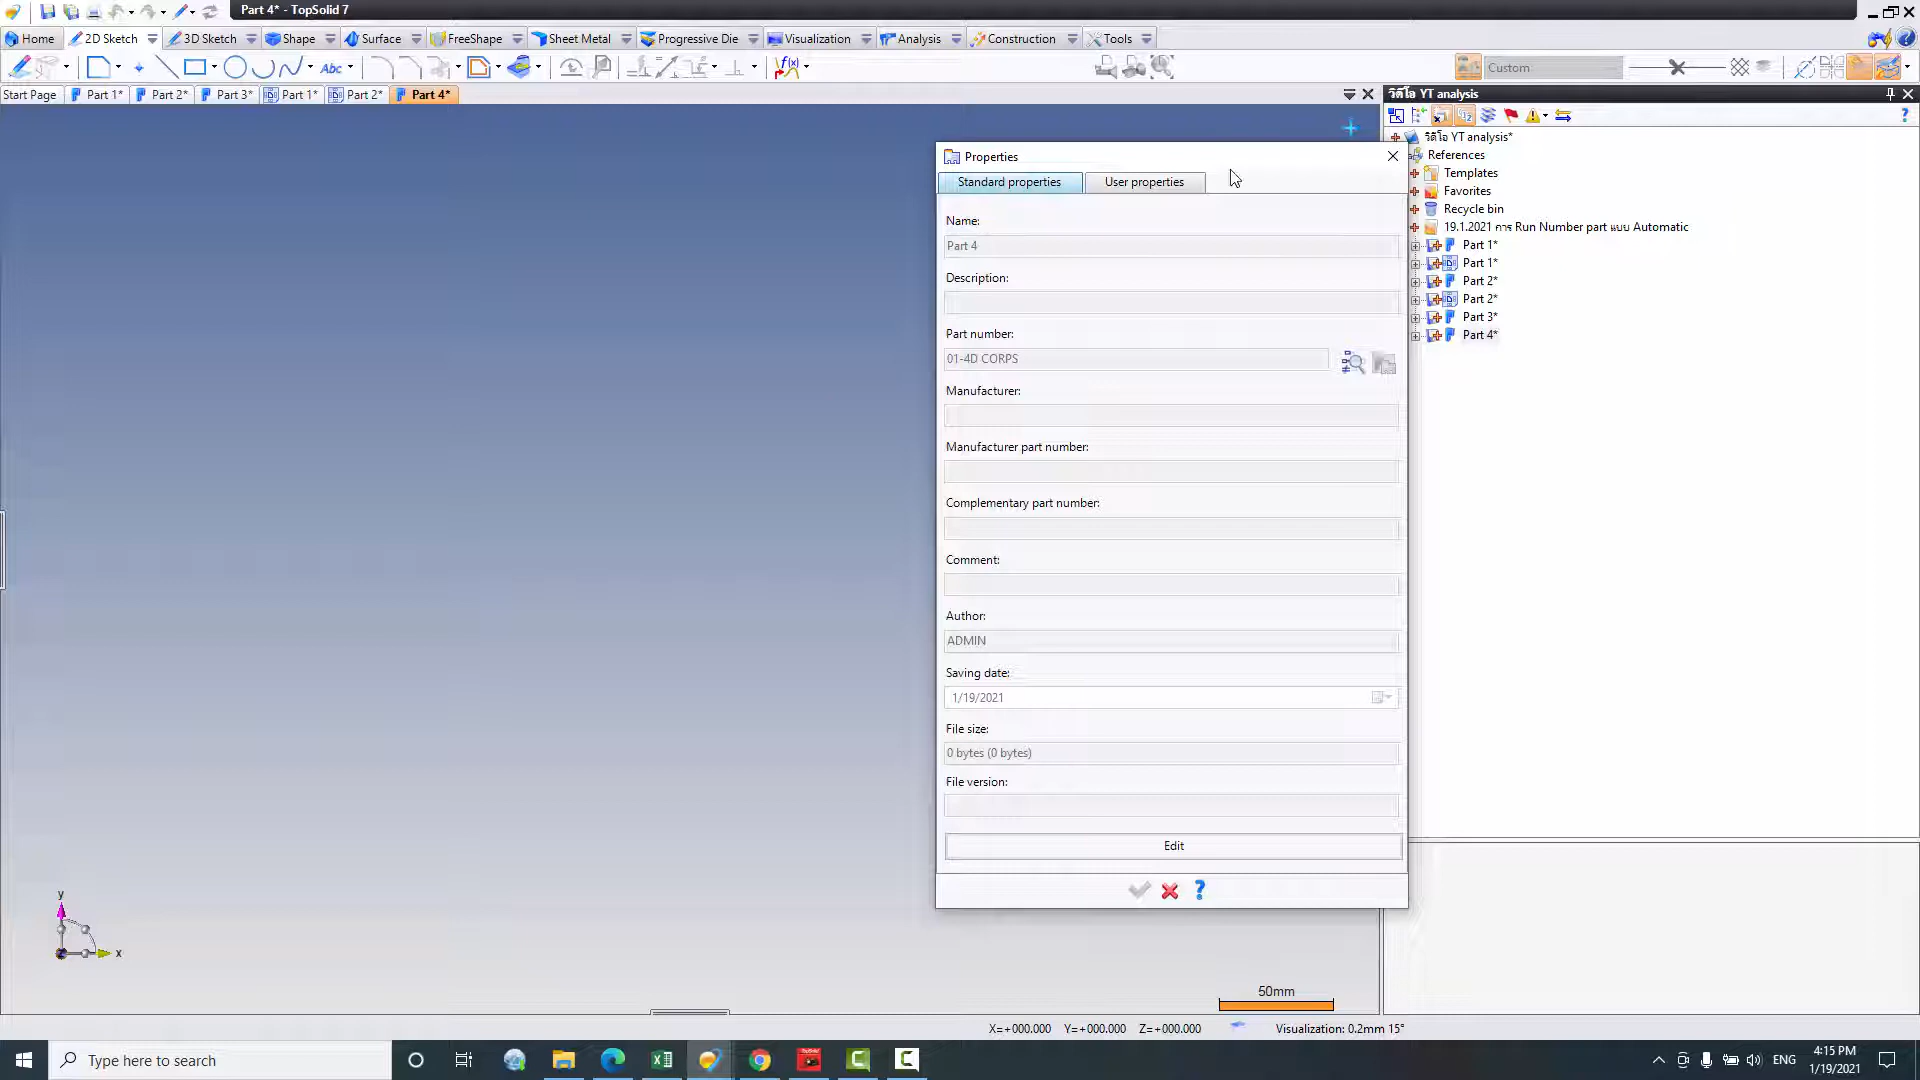 Part 4* - TopSolid 7
Home 2D Sketch 3D Sketch Shape Surface FreeShape Sheet Metal Progressive Die Visualization Analysis Construction Tools
Abc Custom
Start Page Part 1* Part 2* Part 3* Part 1* Part 2* Part 4*
วิดีโอ YT analysis
วิดีโอ YT analysis*
References
Templates
Favorites
Recycle bin
19.1.2021 การ Run Number part แบบ Automatic
Part 1*
Part 1*
Part 2*
Part 2*
Part 3*
Part 4*
Properties
Standard properties User properties
Name:
Part 4
Description:
Part number:
01-4D CORPS
Manufacturer:
Manufacturer part number:
Complementary part number:
Comment:
Author:
ADMIN
Saving date:
1/19/2021
File size:
0 bytes (0 bytes)
File version:
Edit
y
x
50mm
X=+000.000 Y=+000.000 Z=+000.000 Visualization: 0.2mm 15°
Type here to search
ENG
4:15 PM
1/19/2021